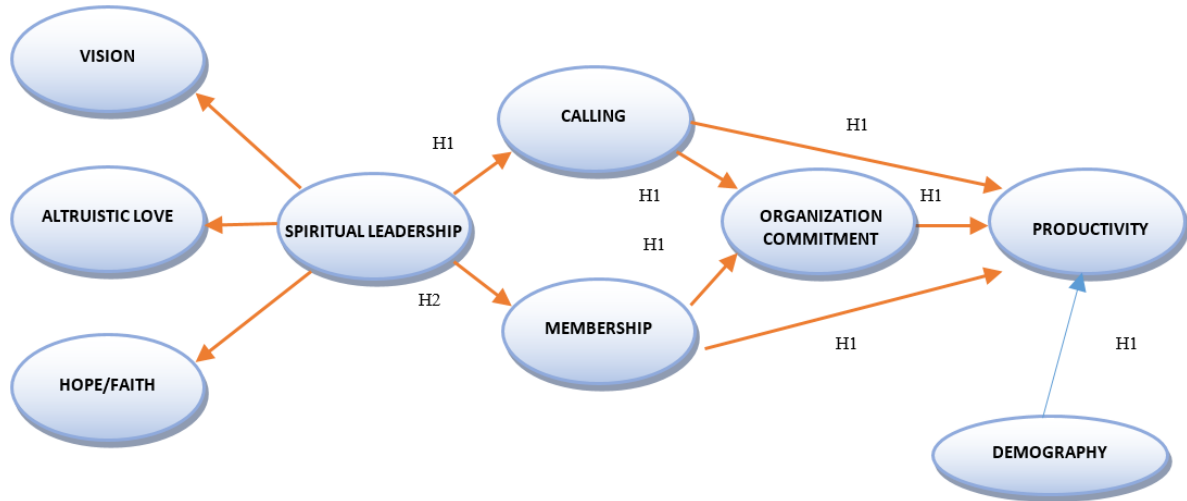 VISION
CALLING
H1
H1
ALTRUISTIC LOVE
SPIRITUAL LEADERSHIP
H1
ORGANIZATION
COMMITMENT
H1
PRODUCTIVITY
H1
H2
MEMBERSHIP
H1
H1
HOPE/FAITH
DEMOGRAPHY